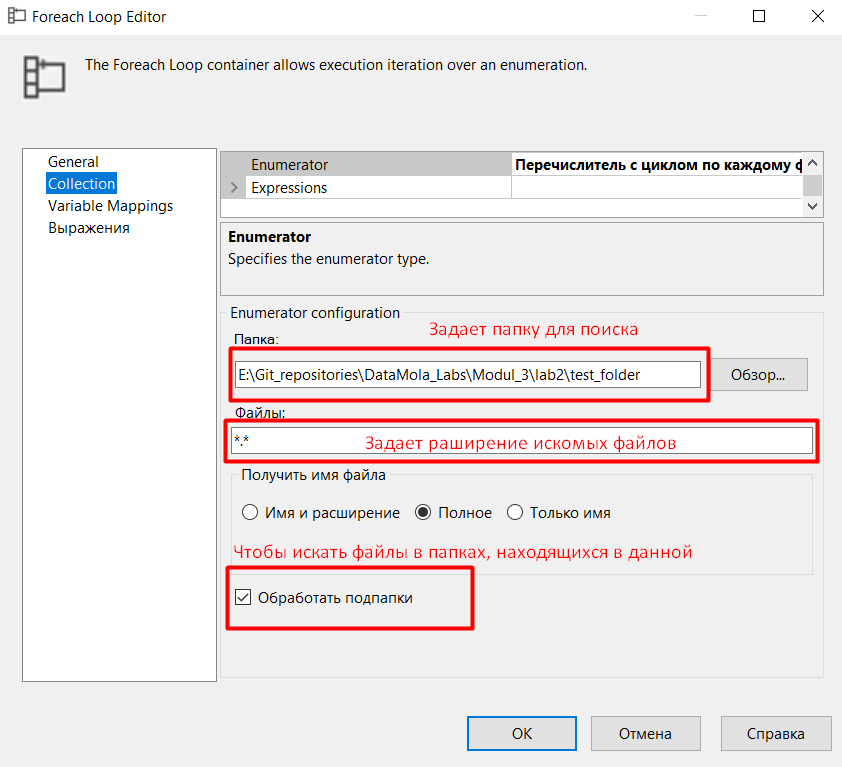 Foreach Loop Editor
The Foreach Loop container allows execution iteration over an enumeration.
General
Collection
Variable Mappings
Выражения
Enumerator
Перечислитель с циклом по каждому ф
Expressions
Enumerator
Specifies the enumerator type.
Enumerator configuration
Задает папку для поиска
Папка:
E:\Git_repositories\DataMola_Labs\Modul_3\lab2\test_folder
Обзор...
Файлы:
*.*
Задает раширение искомых файлов
Получить имя файла
Имя и расширение
Полное
Только имя
Чтобы искать файлы в папках, находящихся в данной
Обработать подпапки
ОК
Отмена
Справка